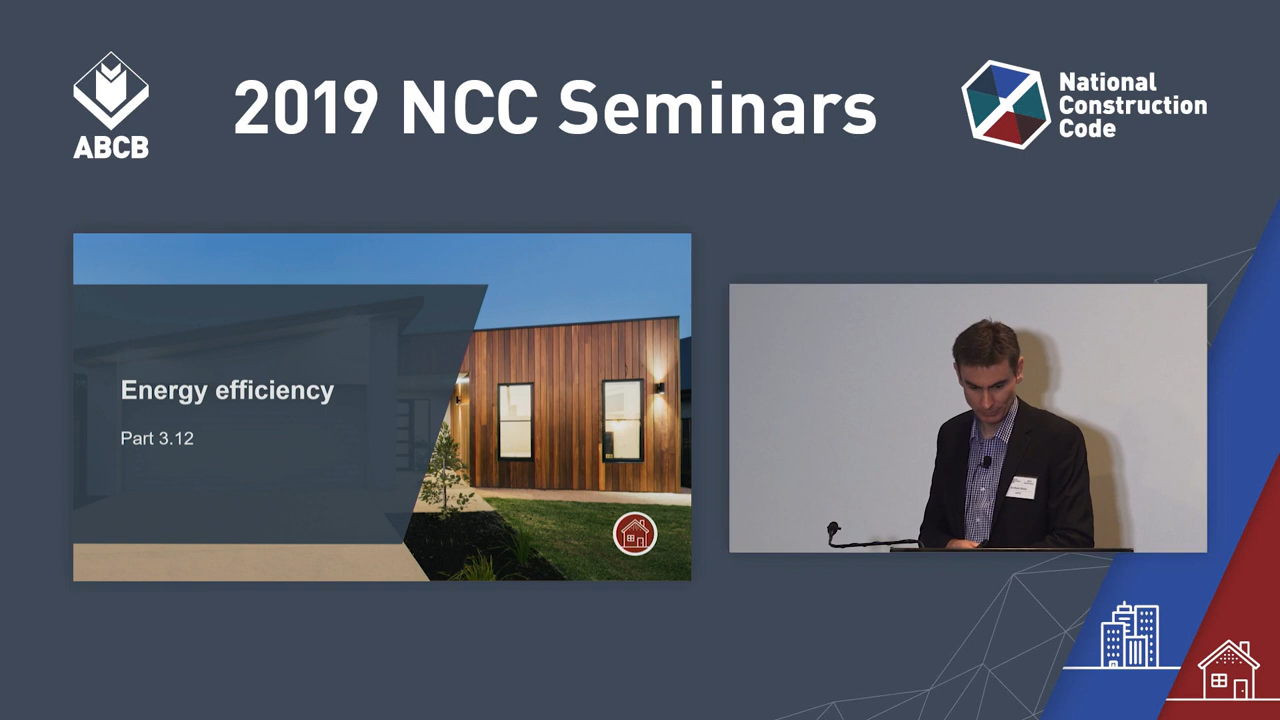 ABCB
2019 NCC Seminars
National
Construction
Code
Energy efficiency
Part 3.12